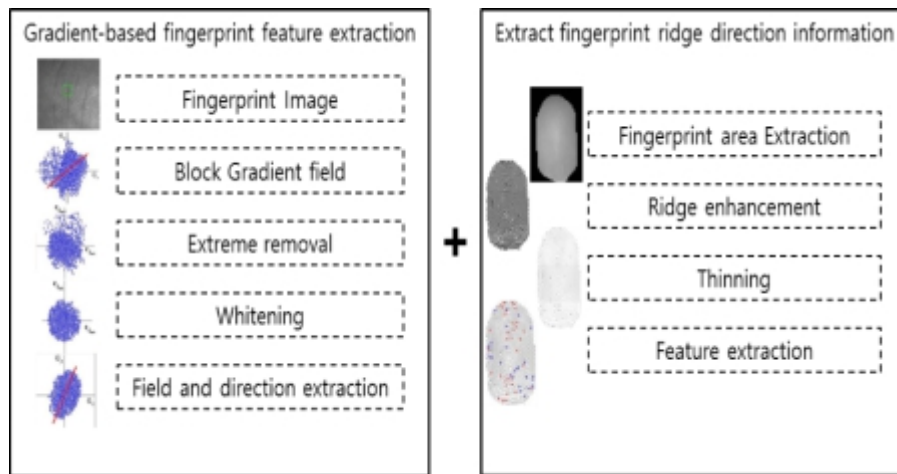 Gradient-based fingerprint feature extraction
Fingerprint Image
Block Gradient field
Extreme removal
Whitening
Field and direction extraction
+
Extract fingerprint ridge direction information
Fingerprint area Extraction
Ridge enhancement
Thinning
Feature extraction